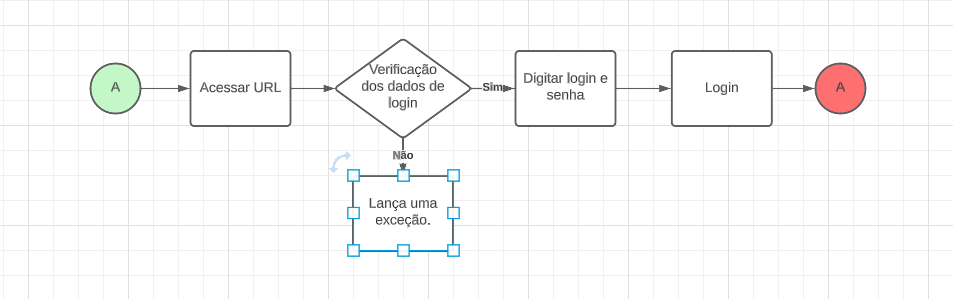 A
Acessar URL
Verificação
dos dados de
login
Sim
Digitar login e
senha
Login
A
Não
Lança uma
exceção.